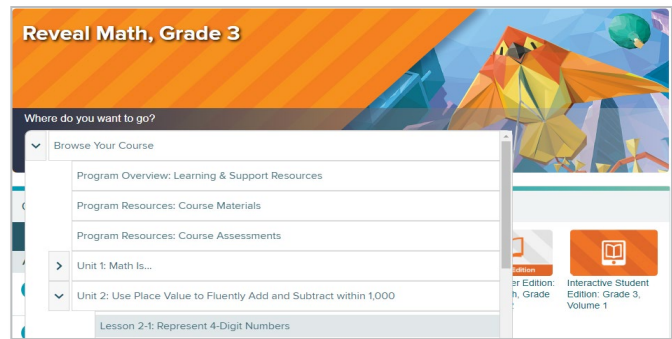 Reveal Math, Grade 3
Where do you want to go?
Browse Your Course
Program Overview: Learning & Support Resources
Program Resources: Course Materials
Program Resources: Course Assessments
Unit 1: Math Is...
Unit 2: Use Place Value to Fluently Add and Subtract within 1,000
Lesson 2-1: Represent 4-Digit Numbers
Edition
Edition:
Grade
Interactive Student
Edition: Grade 3,
Volume 1